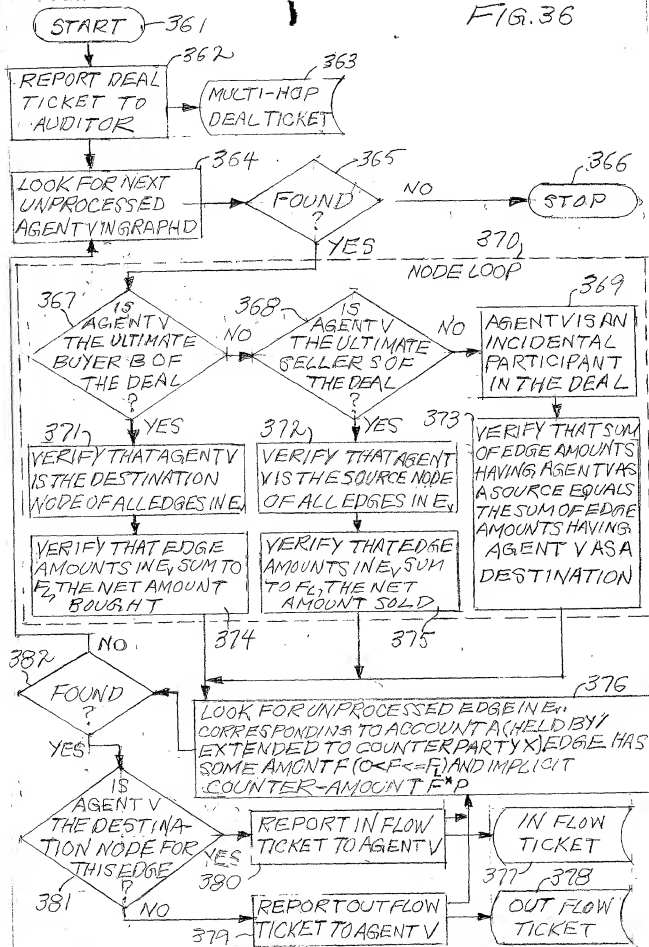 FIG. 36
START 361
362
REPORT DEAL
TICKET TO
AUDITOR
363
MULTI-HOP
DEAL TICKET
364
LOOK FOR NEXT
UNPROCESSED
AGENT V IN GRAPH D
365
FOUND
?
NO
366
STOP
YES
370
NODE LOOP
367
IS
AGENT V
THE ULTIMATE
BUYER B OF
THE DEAL
?
NO
368
IS
AGENT V
THE ULTIMATE
SELLER S OF
THE DEAL
?
NO
369
AGENT V IS AN
INCIDENTAL
PARTICIPANT
IN THE DEAL
YES
YES
371
VERIFY THAT AGENT V
IS THE DESTINATION
NODE OF ALL EDGES IN EV
372
VERIFY THAT AGENT
V IS THE SOURCE NODE
OF ALL EDGES IN EV
373
VERIFY THAT SUM
OF EDGE AMOUNTS
HAVING AGENT V AS
A SOURCE EQUALS
THE SUM OF EDGE
AMOUNTS HAVING
AGENT V AS A
DESTINATION
VERIFY THAT EDGE
AMOUNTS IN EV SUM TO
FL, THE NET AMOUNT
BOUGHT
374
VERIFY THAT EDGE
AMOUNTS IN EV SUM
TO FL, THE NET
AMOUNT SOLD
375
NO
382
FOUND
?
YES
376
LOOK FOR UNPROCESSED EDGE IN EV.
CORRESPONDING TO ACCOUNT A (HELD BY/
EXTENDED TO COUNTERPARTY X) EDGE HAS
SOME AMONT F (0<F<=FL) AND IMPLICIT
COUNTER-AMOUNT F*P
IS
AGENT V
THE DESTINA-
TION NODE FOR
THIS EDGE
?
381
YES
NO
REPORT IN FLOW
TICKET TO AGENT V
380
IN FLOW
TICKET
377
378
379
REPORT OUT FLOW
TICKET TO AGENT V
OUT FLOW
TICKET